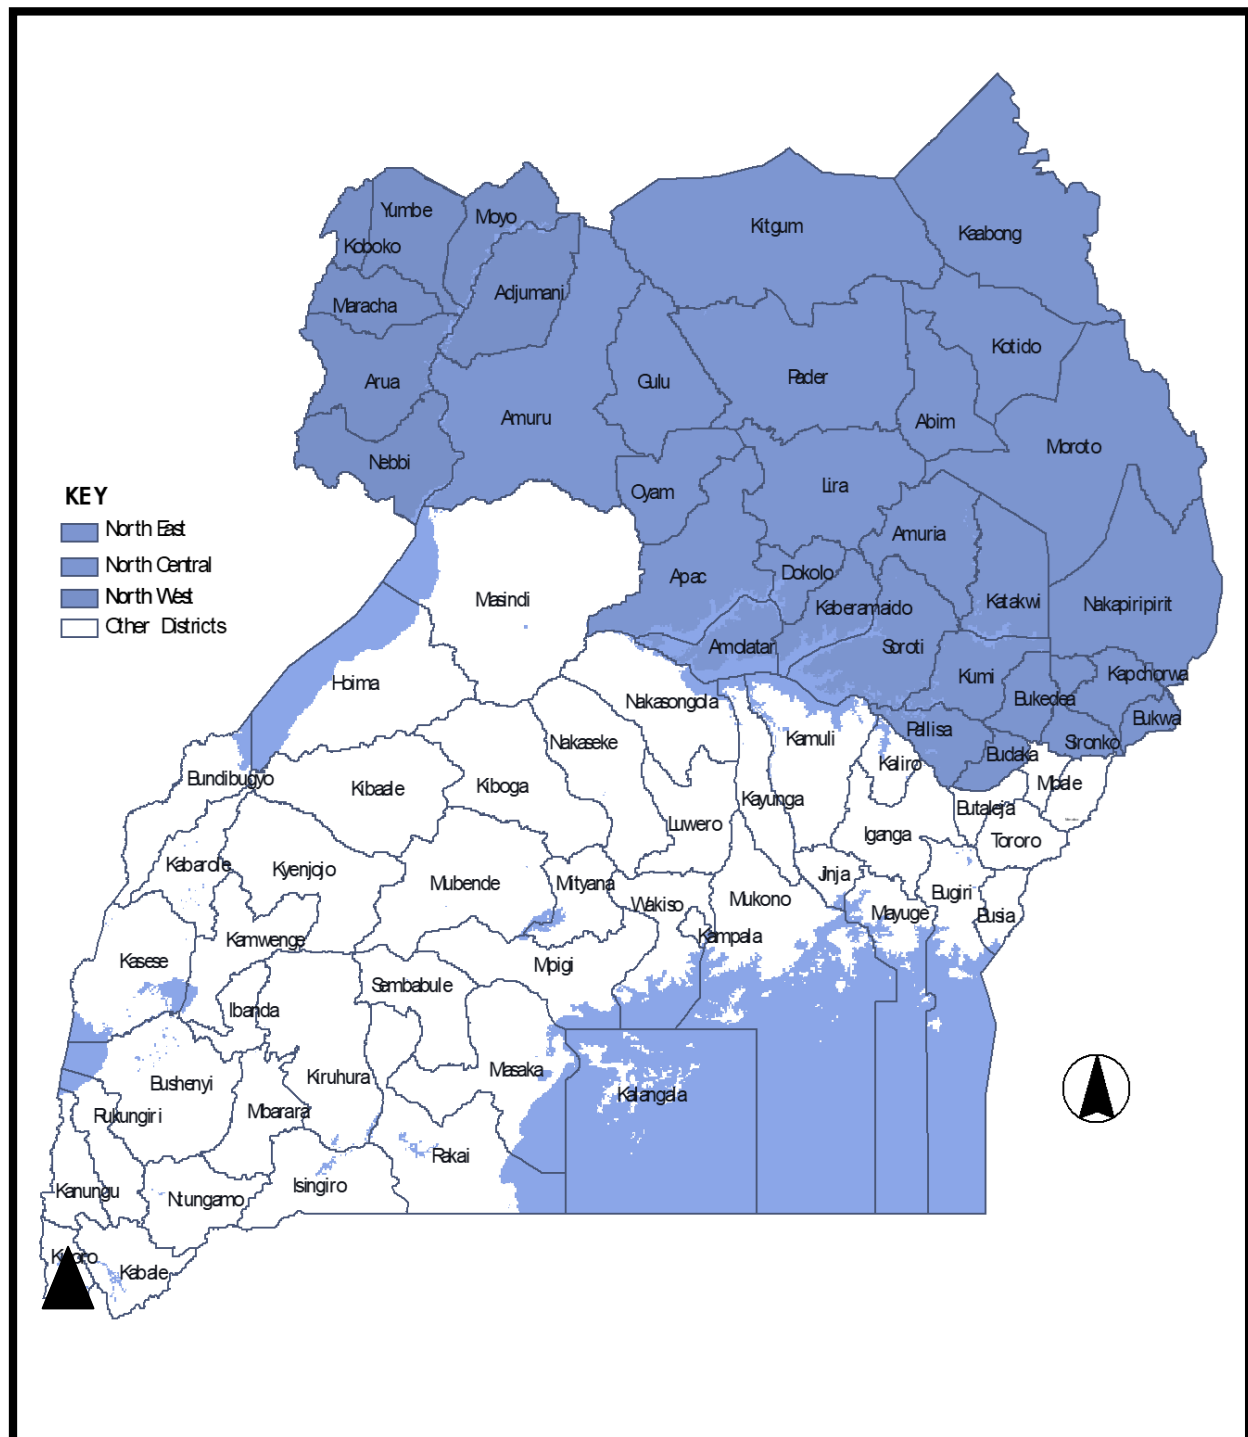 Yumbe
Moyo
Kitgum
Kaabong
Koboko
Adjumani
Maracha
Kotido
Arua
Gulu
Pader
Amuru
Abim
Moroto
Nebbi
Oyam
Lira
KEY
North East
North Central
North West
Other Districts
Amuria
Apac
Dokolo
Masindi
Kaberamaido
Katakwi
Nakapiripirit
Amolatar
Soroti
Kumi
Kapchorwa
Hoima
Bukedea
Nakasongola
Bukwa
Pallisa
Kamuli
Nakaseke
Sironko
Budaka
Kaliro
Bundibugyo
Kibaale
Kiboga
Mbale
Kayunga
Butaleja
Luwero
Iganga
Tororo
Kabarole
Kyenjojo
Mubende
Mityana
Jinja
Bugiri
Mukono
Wakiso
Mayuge
Busia
Kamwenge
Kampala
Kasese
Mpigi
Sembabule
Ibanda
Masaka
Kiruhura
Bushenyi
Kalangala
Mbarara
Rukungiri
Rakai
Isingiro
Kanungu
Ntungamo
Kabale